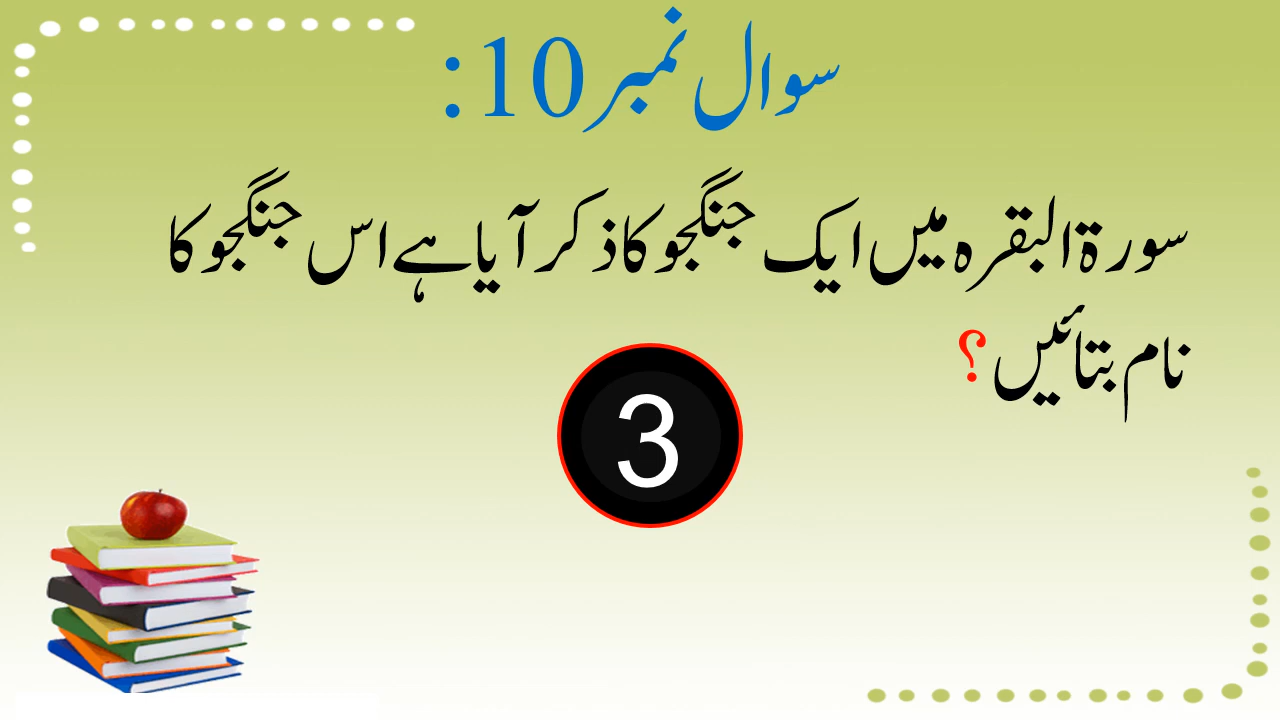 سوال نمبر 10:
سورۃ البقرہ میں ایک جنگجو کا ذکر آیا ہے اس جنگجو کا
نام بتائیں؟
3